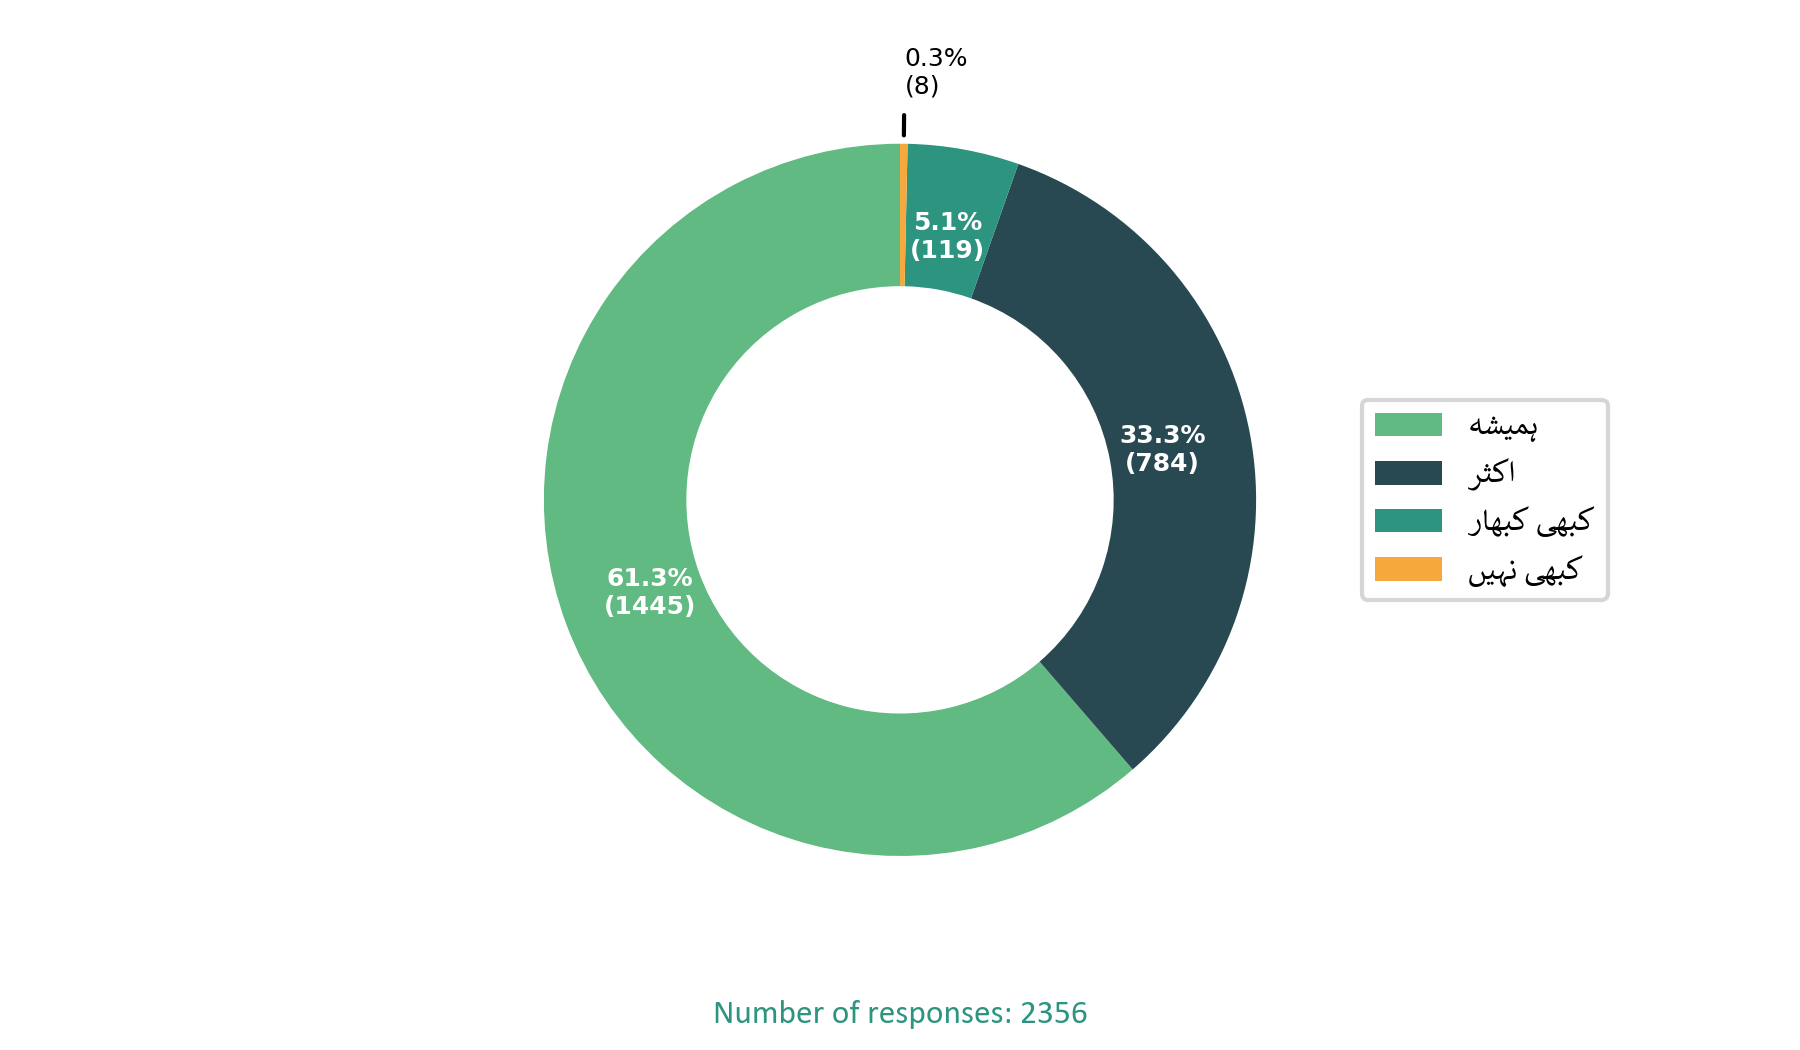 0.3%
(8)
5.1%
(119)
33.3%
(784)
61.3%
(1445)
ہمیشہ
اکثر
کبھی کبھار
کبھی نہیں
Number of responses: 2356